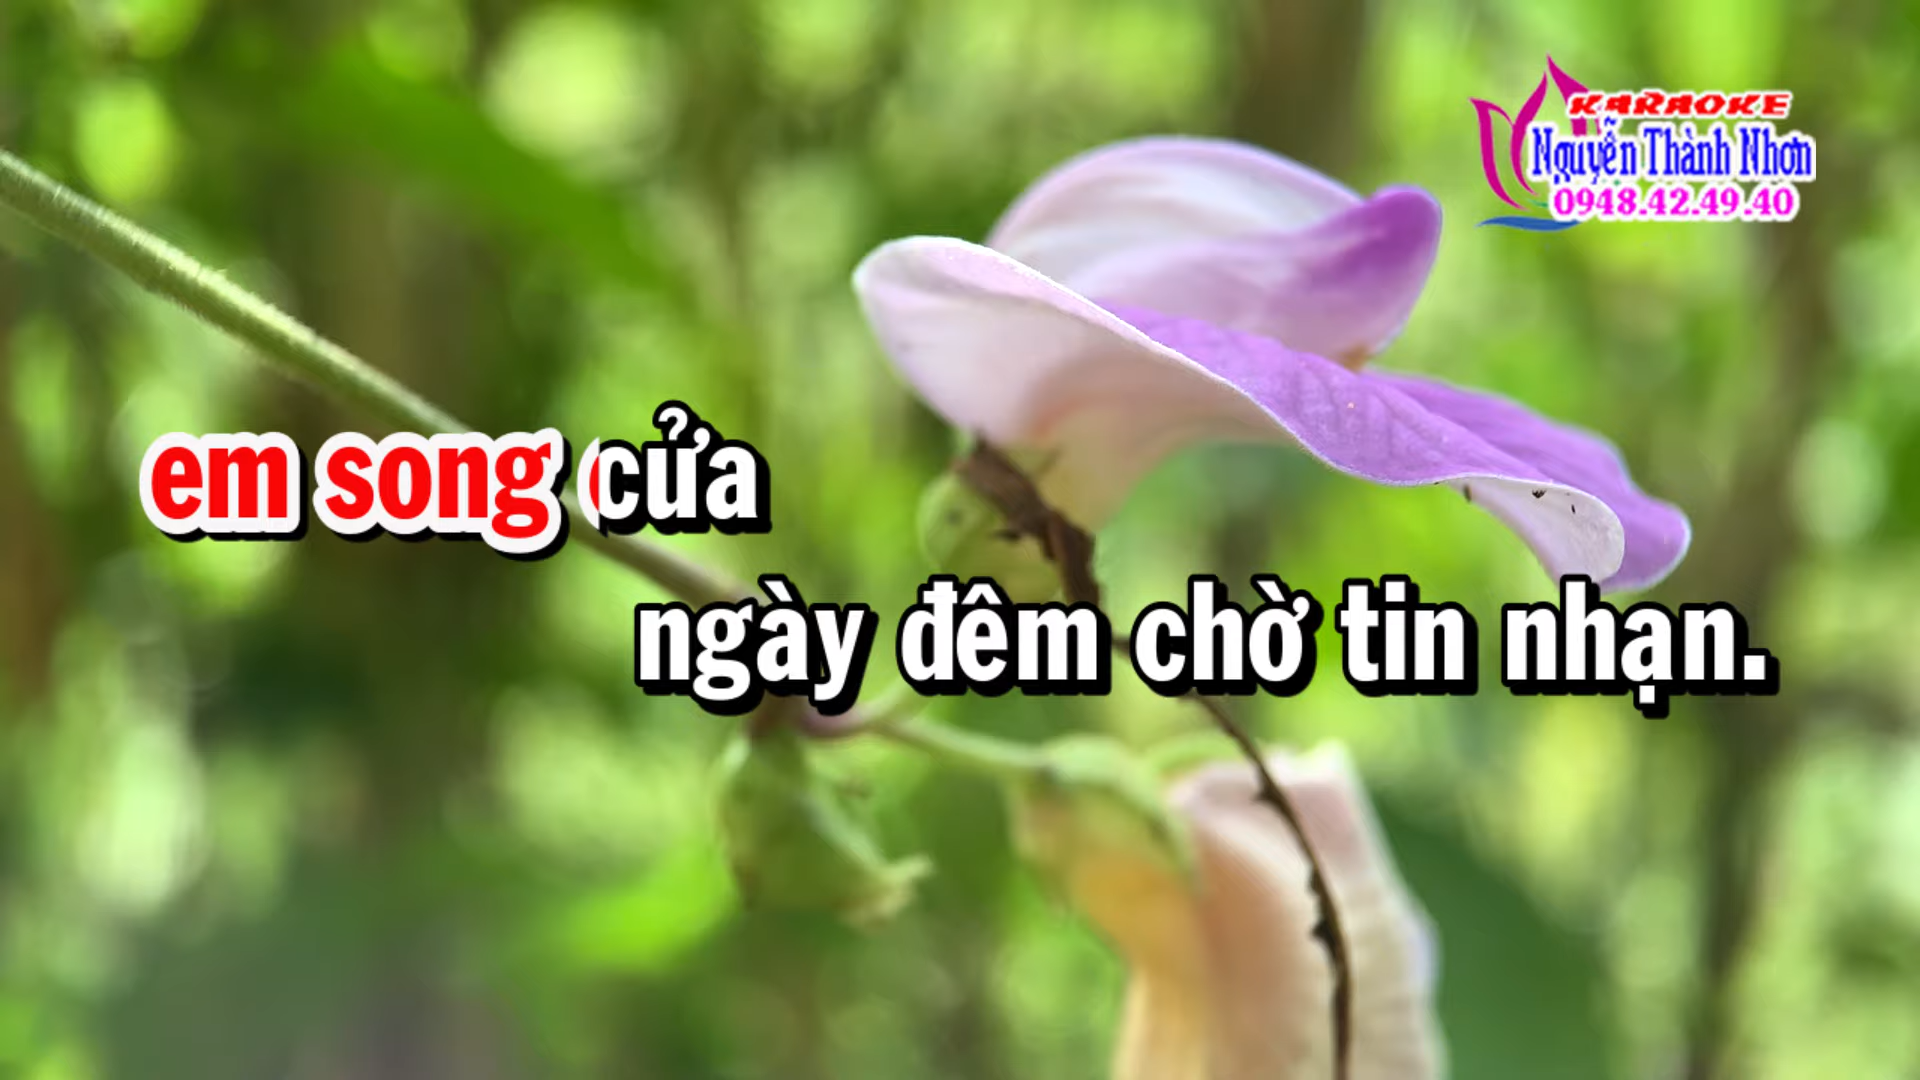 KARAOKE
Nguyễn Thành Nhơn
0948.42.49.40
em song cửa
ngày đêm chờ tin nhạn.